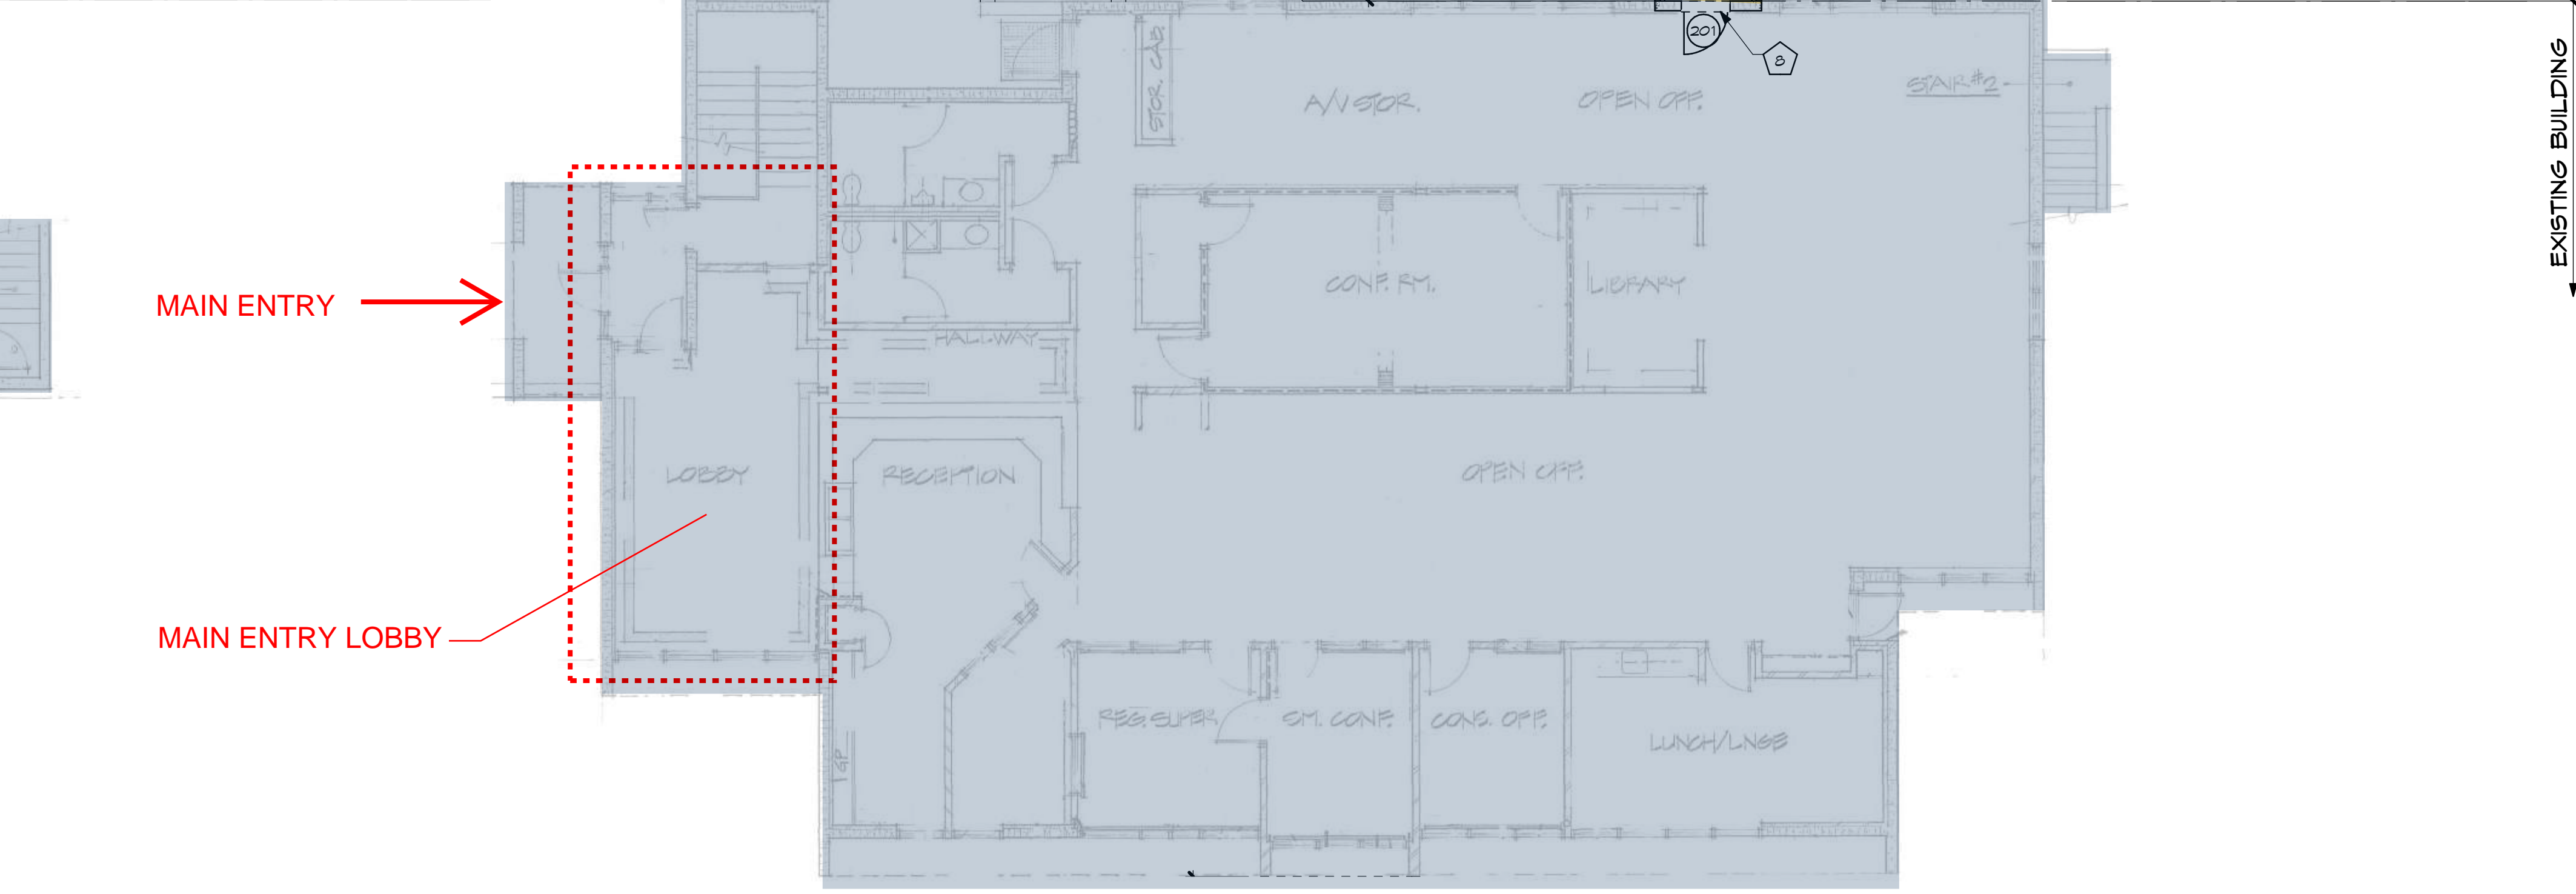 201
8
STOR. CAB.
A/V STOR.
OPEN OFF.
STAIR #2
EXISTING BUILDING
MAIN ENTRY
CONF. RM.
LIBRARY
HALLWAY
LOBBY
RECEPTION
OPEN OFF.
MAIN ENTRY LOBBY
REG. SUPER.
SM. CONF.
CONS. OFF.
LUNCH/LNGE